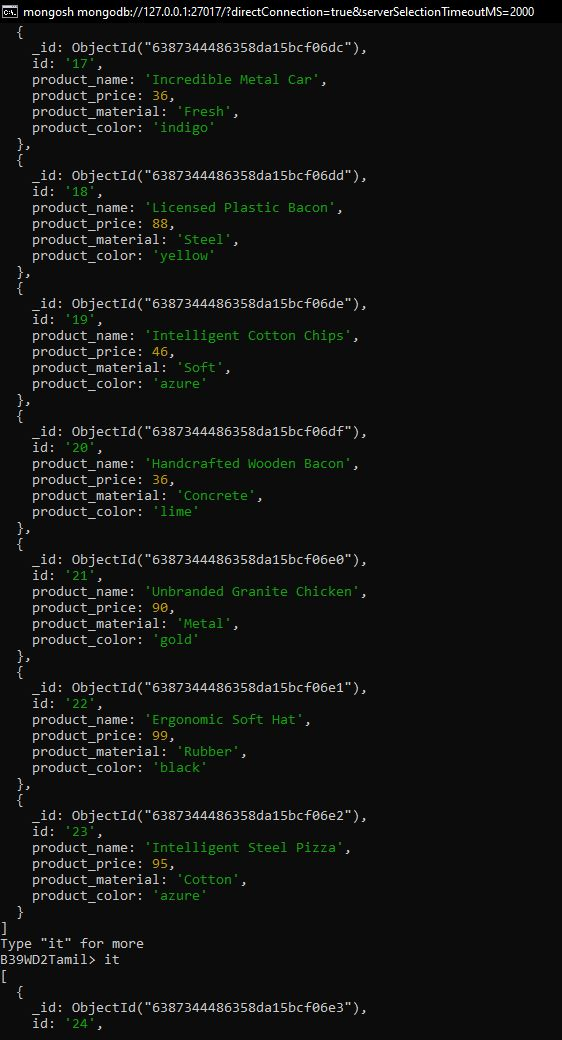 mongosh mongodb://127.0.0.1:27017/?directConnection=true&serverSelectionTimeoutMS=2000
  {
    _id: ObjectId("6387344486358da15bcf06dc"),
    id: '17',
    product_name: 'Incredible Metal Car',
    product_price: 36,
    product_material: 'Fresh',
    product_color: 'indigo'
  },
  {
    _id: ObjectId("6387344486358da15bcf06dd"),
    id: '18',
    product_name: 'Licensed Plastic Bacon',
    product_price: 88,
    product_material: 'Steel',
    product_color: 'yellow'
  },
  {
    _id: ObjectId("6387344486358da15bcf06de"),
    id: '19',
    product_name: 'Intelligent Cotton Chips',
    product_price: 46,
    product_material: 'Soft',
    product_color: 'azure'
  },
  {
    _id: ObjectId("6387344486358da15bcf06df"),
    id: '20',
    product_name: 'Handcrafted Wooden Bacon',
    product_price: 36,
    product_material: 'Concrete',
    product_color: 'lime'
  },
  {
    _id: ObjectId("6387344486358da15bcf06e0"),
    id: '21',
    product_name: 'Unbranded Granite Chicken',
    product_price: 90,
    product_material: 'Metal',
    product_color: 'gold'
  },
  {
    _id: ObjectId("6387344486358da15bcf06e1"),
    id: '22',
    product_name: 'Ergonomic Soft Hat',
    product_price: 99,
    product_material: 'Rubber',
    product_color: 'black'
  },
  {
    _id: ObjectId("6387344486358da15bcf06e2"),
    id: '23',
    product_name: 'Intelligent Steel Pizza',
    product_price: 95,
    product_material: 'Cotton',
    product_color: 'azure'
  }
]
Type "it" for more
B39WD2Tamil> it
[
  {
    _id: ObjectId("6387344486358da15bcf06e3"),
    id: '24',